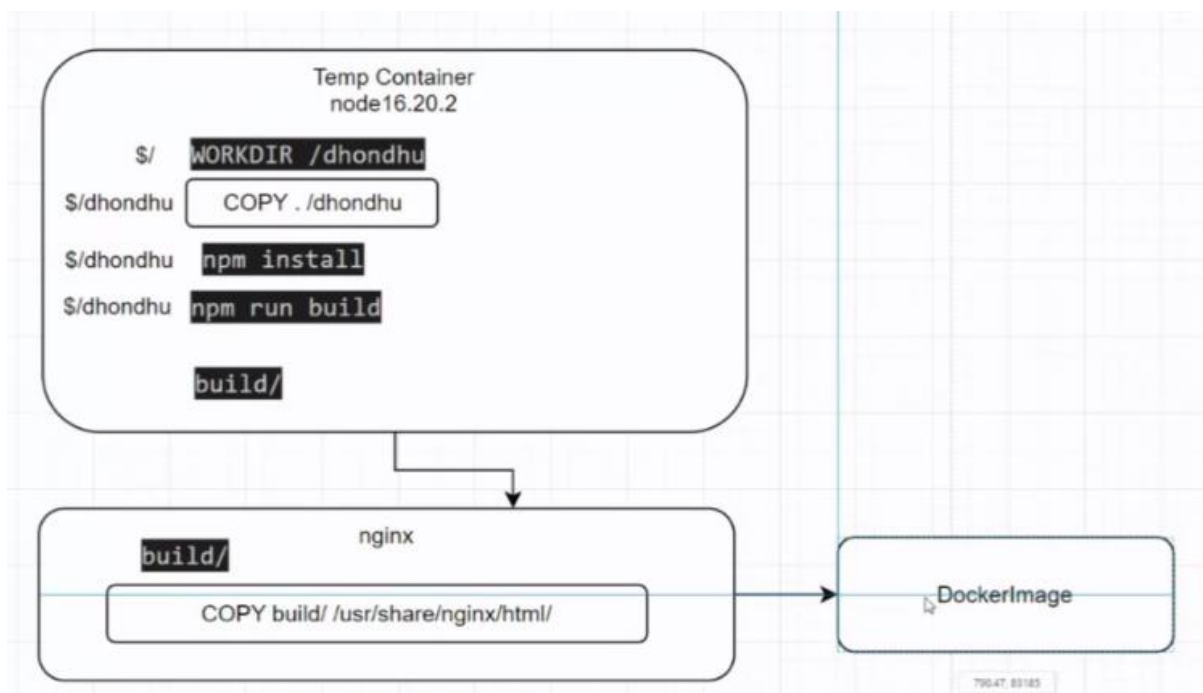 Temp Container
node16.20.2
$/ WORKDIR /dhondhu
$/dhondhu COPY . /dhondhu
$/dhondhu npm install
$/dhondhu npm run build
build/
nginx
build/
COPY build/ /usr/share/nginx/html/
DockerImage